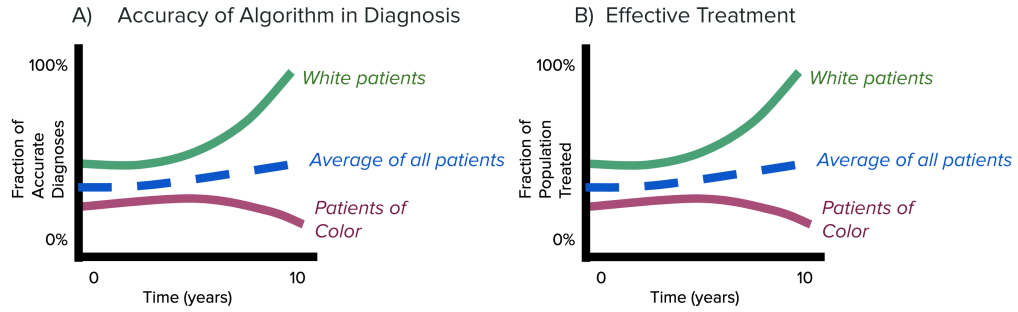 A) Accuracy of Algorithm in Diagnosis
100%
White patients
Fraction of
Accurate
Diagnoses
Average of all patients
Patients of
Color
0%
0 10
Time (years)
B) Effective Treatment
100%
White patients
Fraction of
Population
Treated
Average of all patients
Patients of
Color
0%
0 10
Time (years)